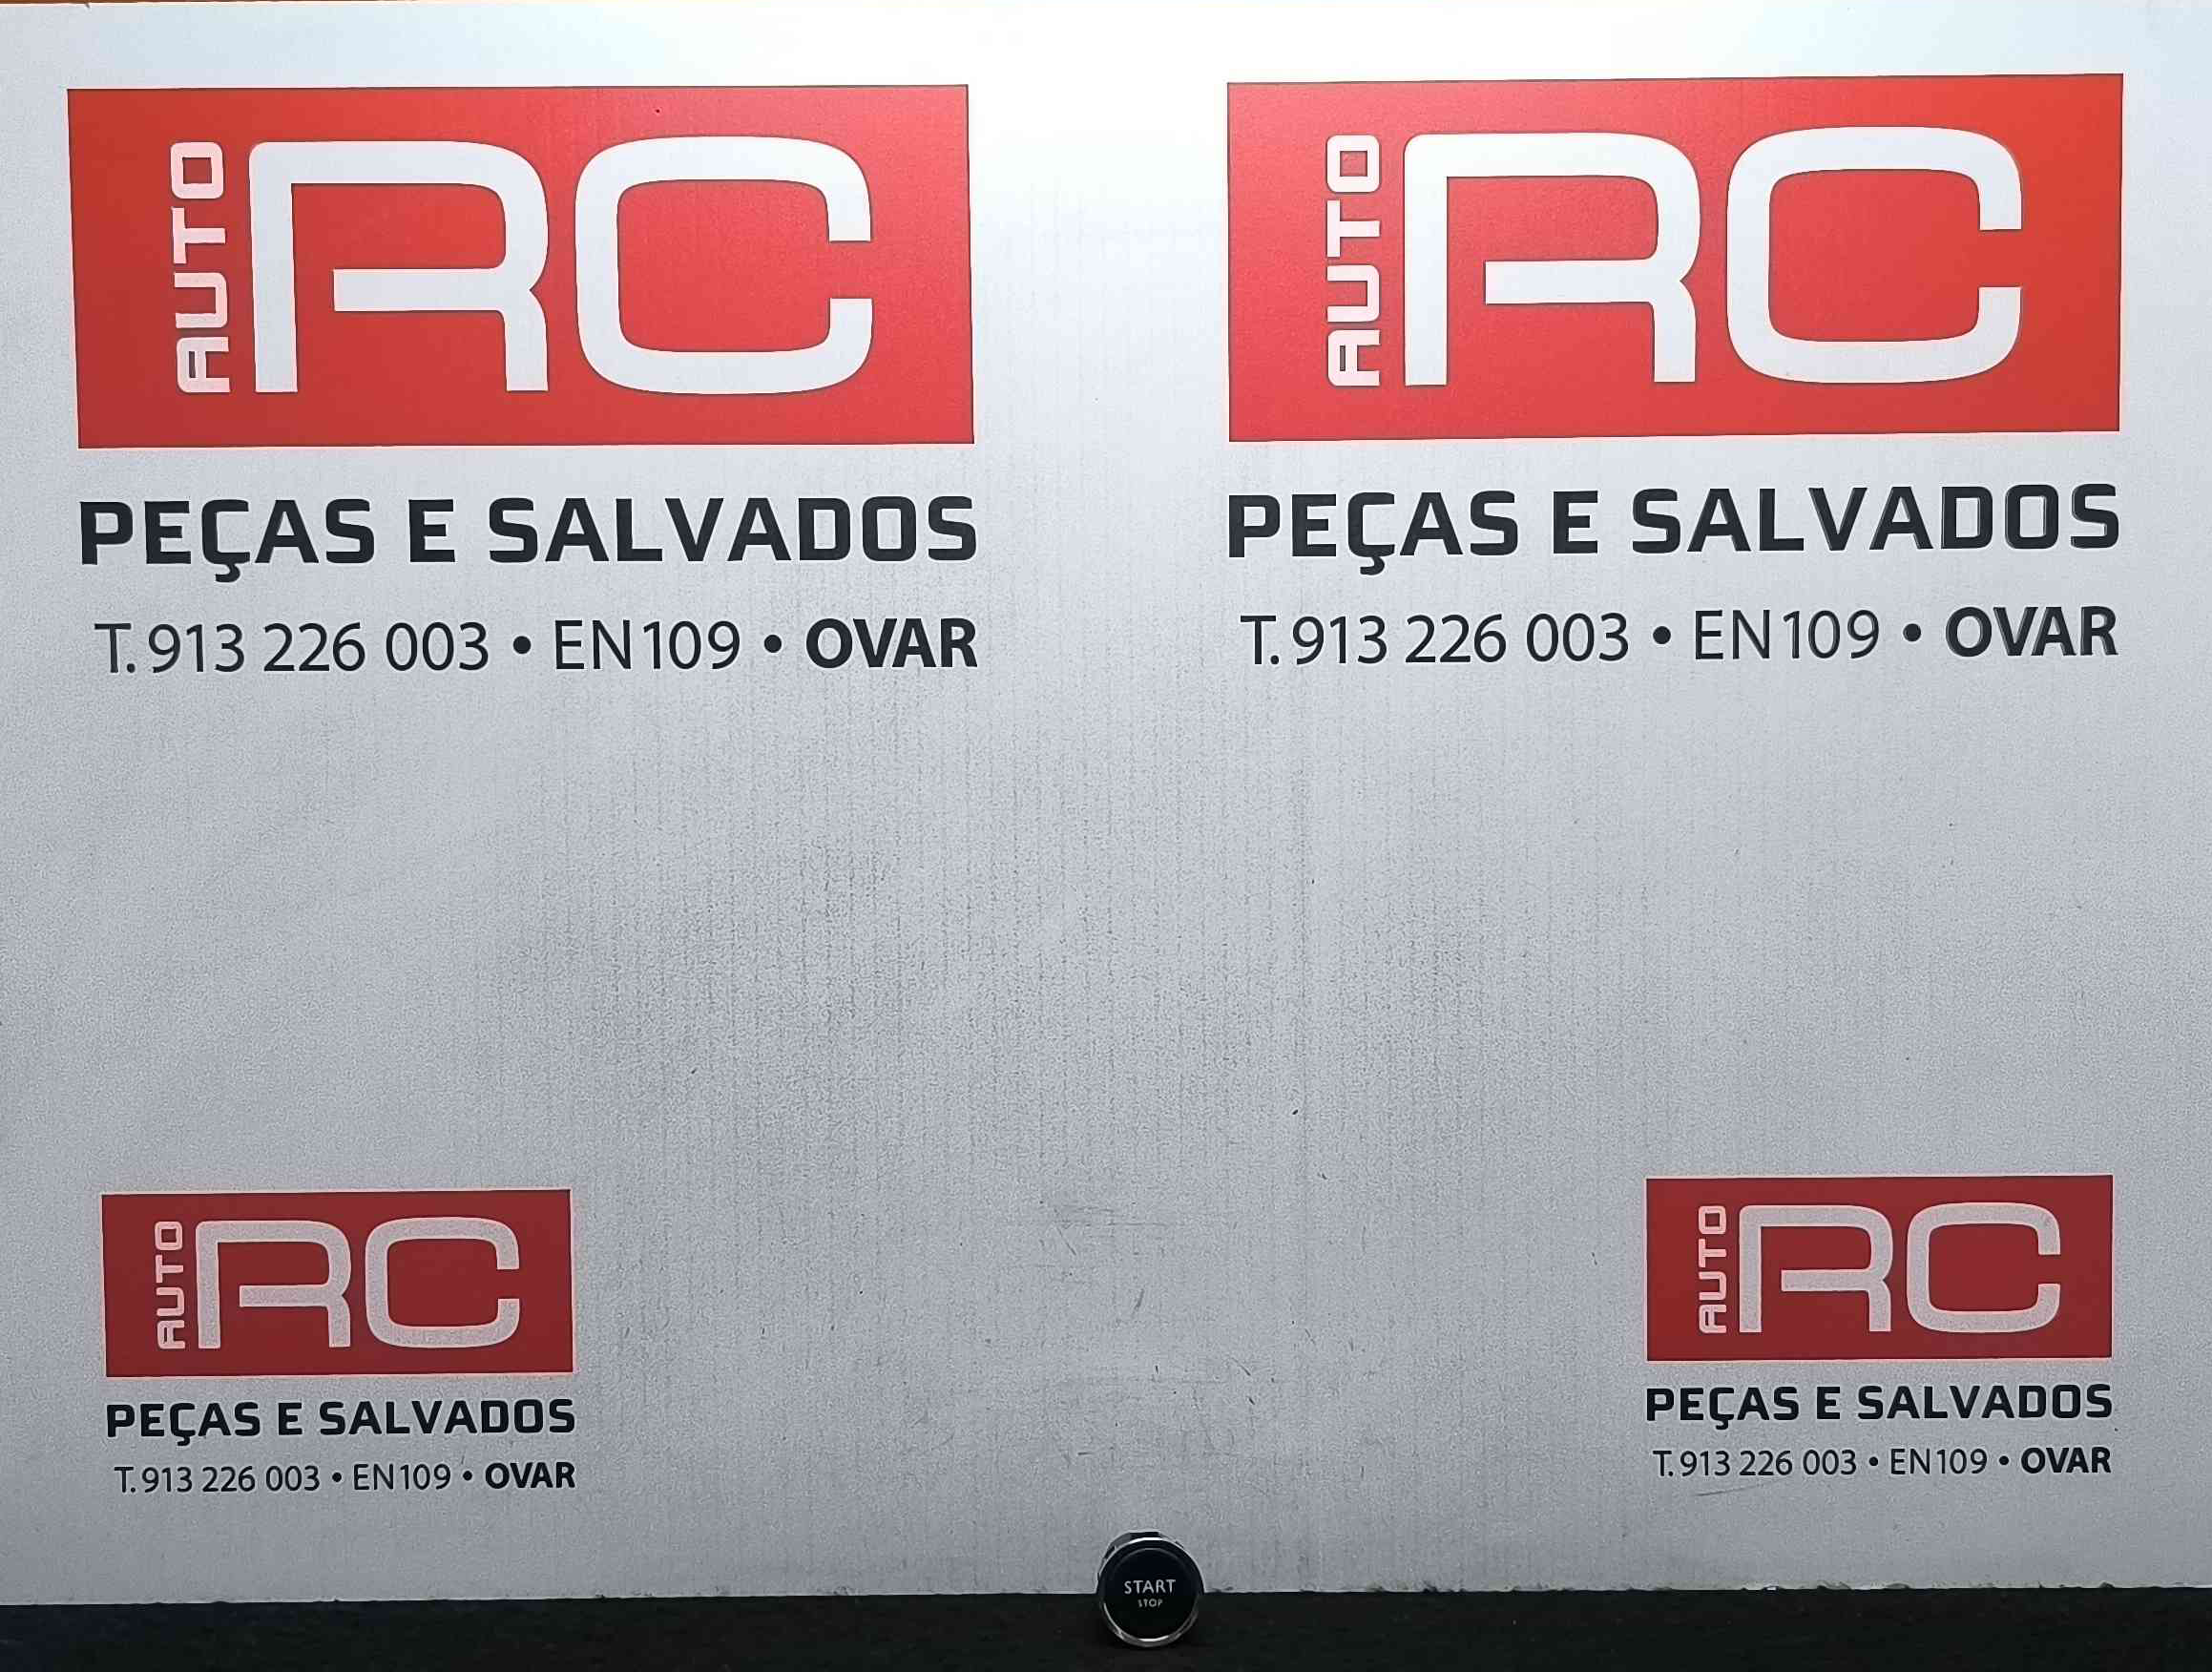 AUTO RC
PEÇAS E SALVADOS
T. 913 226 003 • EN109 • OVAR
AUTO RC
PEÇAS E SALVADOS
T. 913 226 003 • EN109 • OVAR
AUTO RC
PEÇAS E SALVADOS
T. 913 226 003 • EN109 • OVAR
AUTO RC
PEÇAS E SALVADOS
T. 913 226 003 • EN109 • OVAR
START
STOP